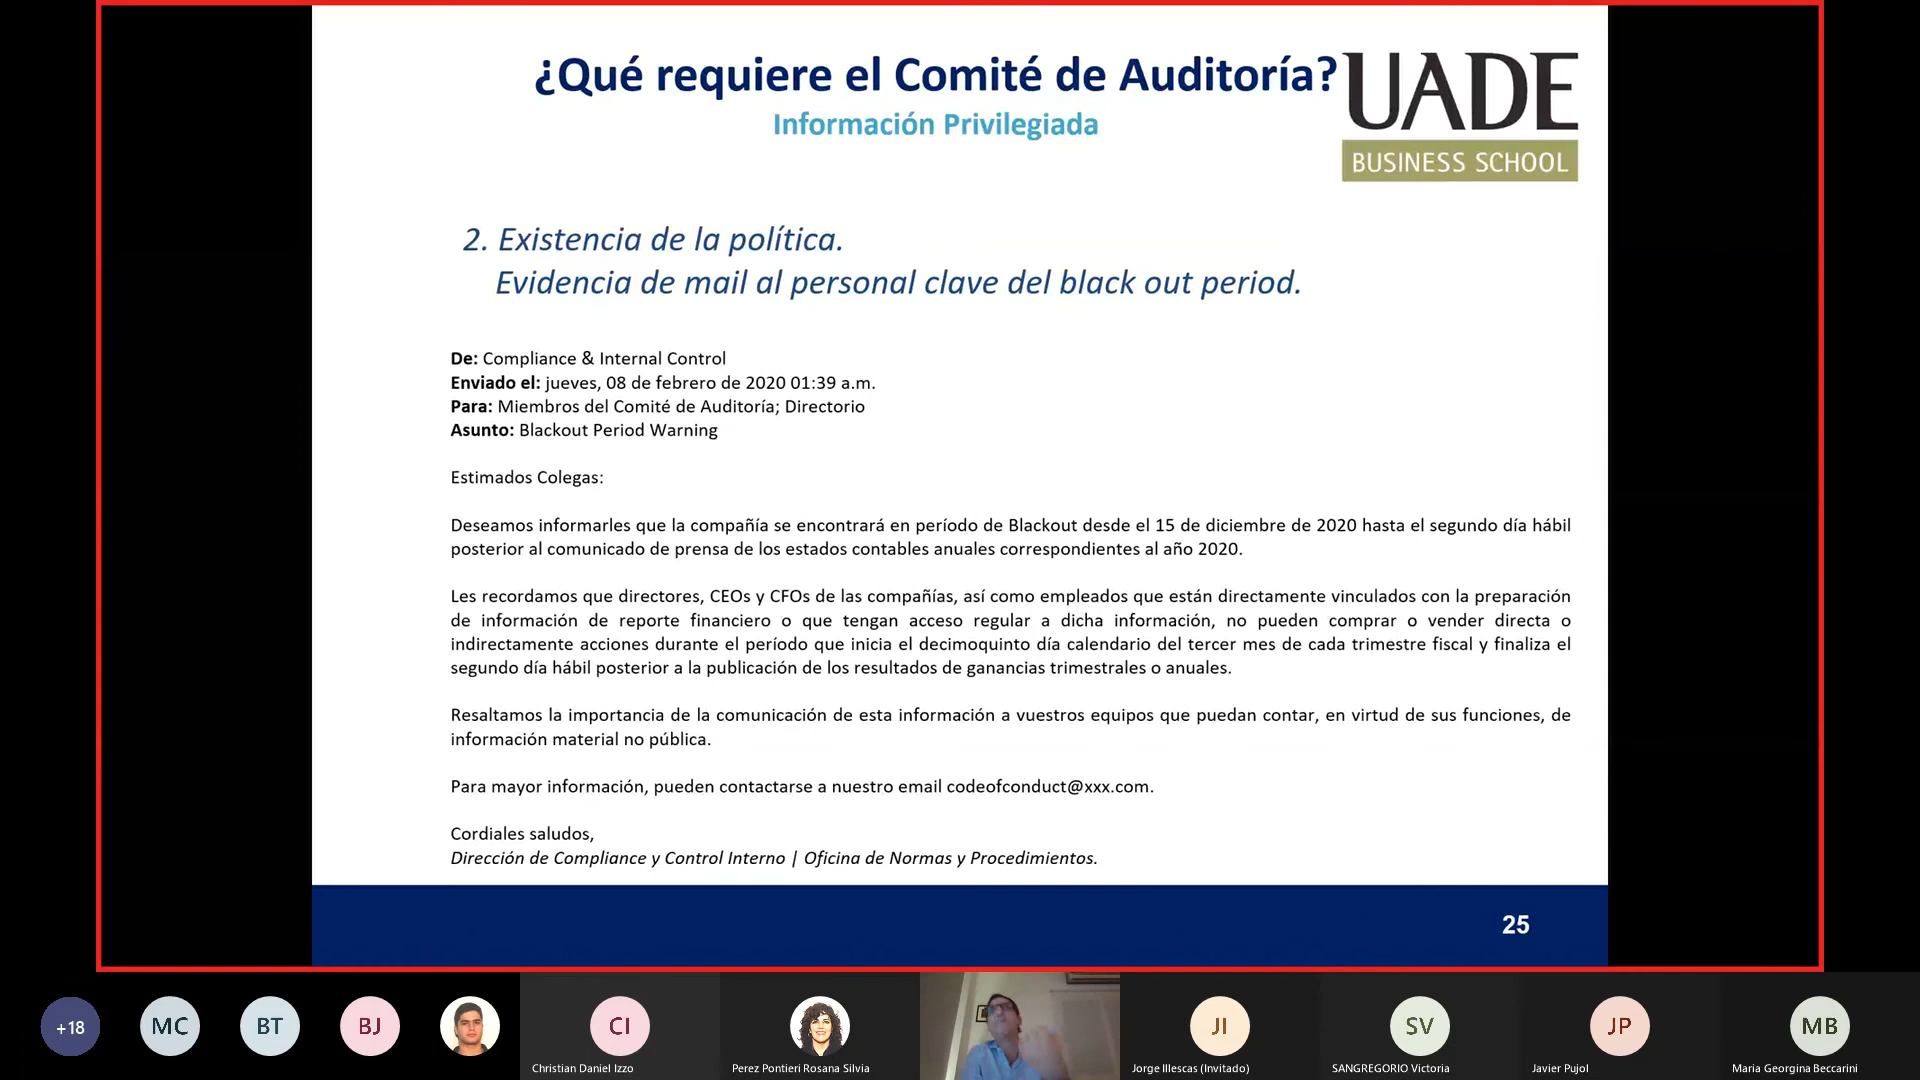 ¿Qué requiere el Comité de Auditoría?
Información Privilegiada
UADE
BUSINESS SCHOOL
2. Existencia de la política.
Evidencia de mail al personal clave del black out period.
De: Compliance & Internal Control
Enviado el: jueves, 08 de febrero de 2020 01:39 a.m.
Para: Miembros del Comité de Auditoría; Directorio
Asunto: Blackout Period Warning
Estimados Colegas:
Deseamos informarles que la compañía se encontrará en período de Blackout desde el 15 de diciembre de 2020 hasta el segundo día hábil
posterior al comunicado de prensa de los estados contables anuales correspondientes al año 2020.
Les recordamos que directores, CEOs y CFOs de las compañías, así como empleados que están directamente vinculados con la preparación
de información de reporte financiero o que tengan acceso regular a dicha información, no pueden comprar o vender directa o
indirectamente acciones durante el período que inicia el decimoquinto día calendario del tercer mes de cada trimestre fiscal y finaliza el
segundo día hábil posterior a la publicación de los resultados de ganancias trimestrales o anuales.
Resaltamos la importancia de la comunicación de esta información a vuestros equipos que puedan contar, en virtud de sus funciones, de
información material no pública.
Para mayor información, pueden contactarse a nuestro email codeofconduct@xxx.com.
Cordiales saludos,
Dirección de Compliance y Control Interno | Oficina de Normas y Procedimientos.
25
+18
MC
BT
BJ
CI
JI
SV
JP
MB
Christian Daniel Izzo
Perez Pontieri Rosana Silvia
Jorge Illescas (Invitado)
SANGREGORIO Victoria
Javier Pujol
Maria Georgina Beccarini